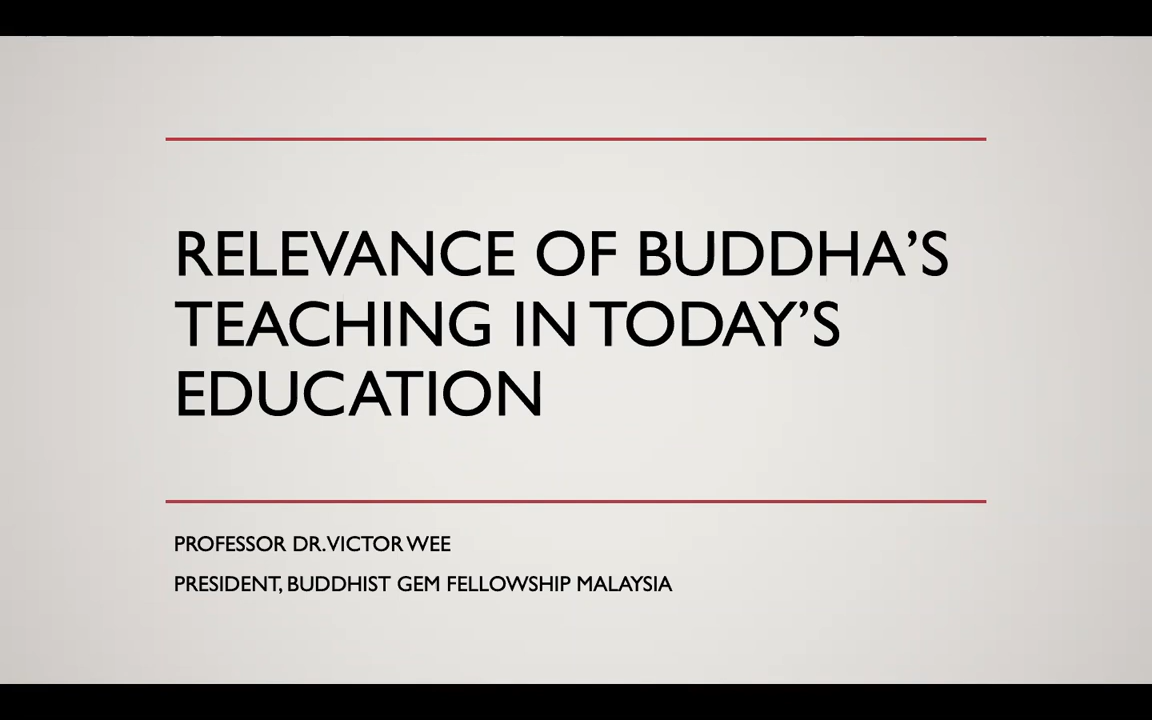 RELEVANCE OF BUDDHA’S
TEACHING IN TODAY’S
EDUCATION
PROFESSOR DR. VICTOR WEE
PRESIDENT, BUDDHIST GEM FELLOWSHIP MALAYSIA